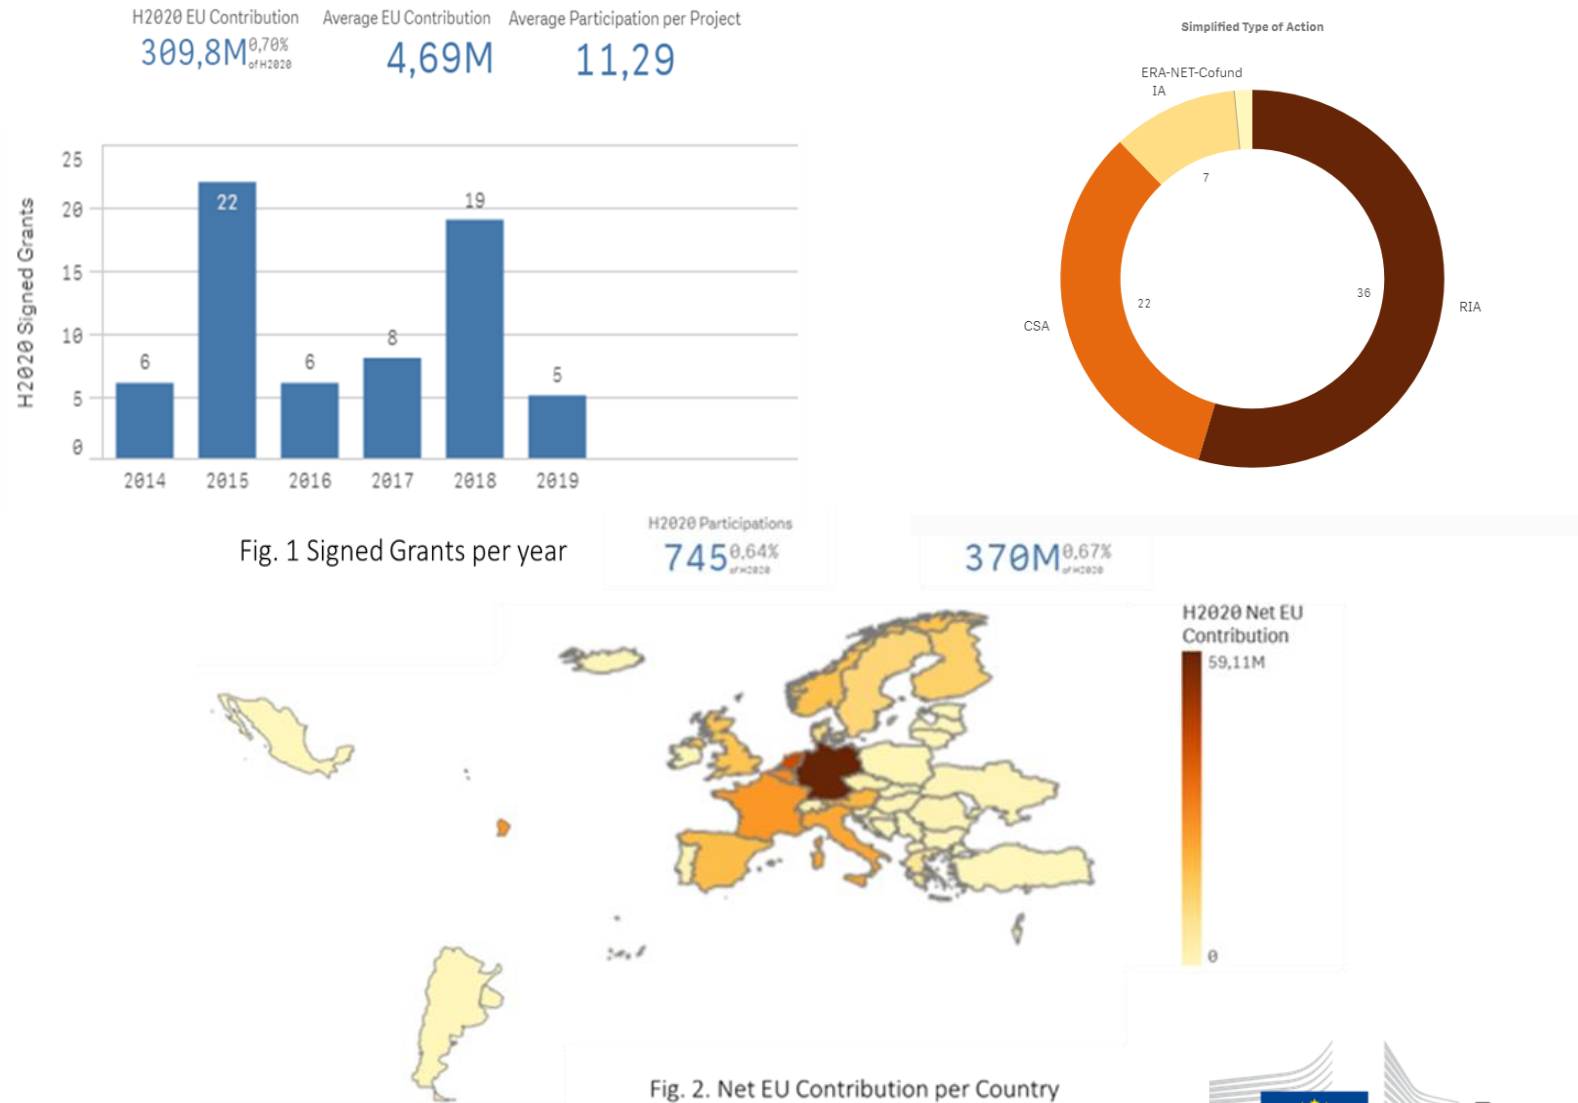 H2020 EU Contribution
309,8M 0,70%
of H2020
Average EU Contribution
4,69M
Average Participation per Project
11,29
H2020 Signed Grants
25
20
15
10
5
0
6
22
6
8
19
5
2014 2015 2016 2017 2018 2019
Fig. 1 Signed Grants per year
Simplified Type of Action
ERA-NET-Cofund
IA
7
CSA
22
36
RIA
H2020 Participations
745 0,64%
of H2020
370M 0,67%
of H2020
H2020 Net EU
Contribution
59,11M
0
Fig. 2. Net EU Contribution per Country